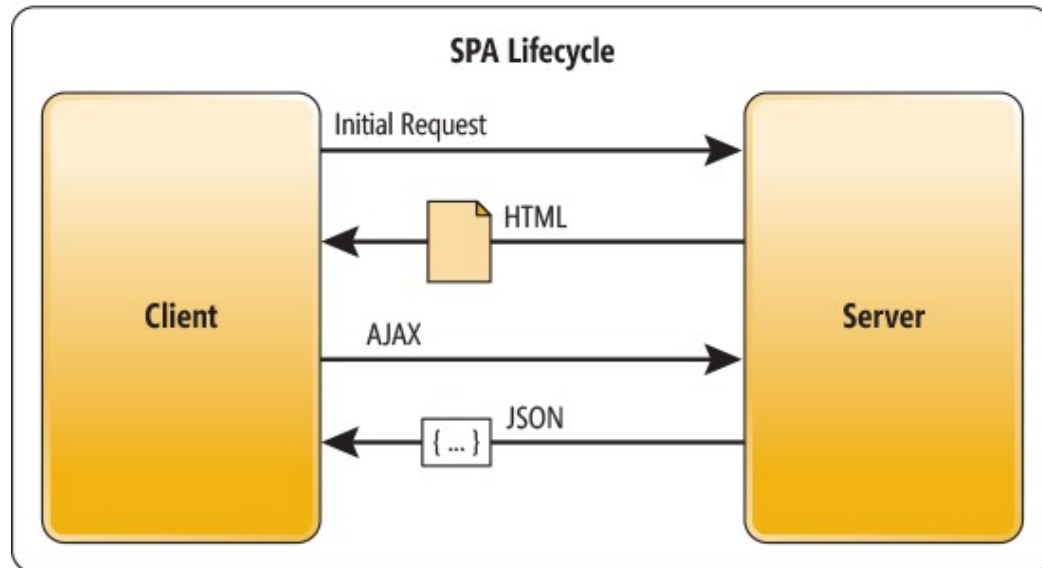 SPA Lifecycle
Initial Request
HTML
Client
Server
AJAX
JSON
{ ... }